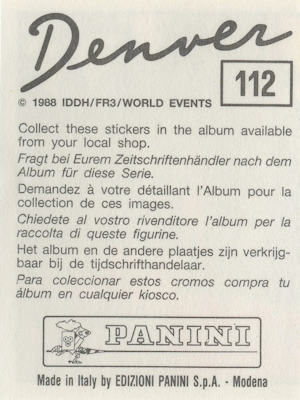 Denver
112
© 1988 IDDH/FR3/WORLD EVENTS
Collect these stickers in the album available
from your local shop.
Fragt bei Eurem Zeitschriftenhändler nach dem
Album für diese Serie.
Demandez à votre détaillant l'Album pour la
collection de ces images.
Chiedete al vostro rivenditore l'album per la
raccolta di queste figurine.
Het album en de andere plaatjes zijn verkrijg-
baar bij de tijdschrifthandelaar.
Para coleccionar estos cromos compra tu
álbum en cualquier kiosco.
PANINI
Made in Italy by EDIZIONI PANINI S.p.A. - Modena